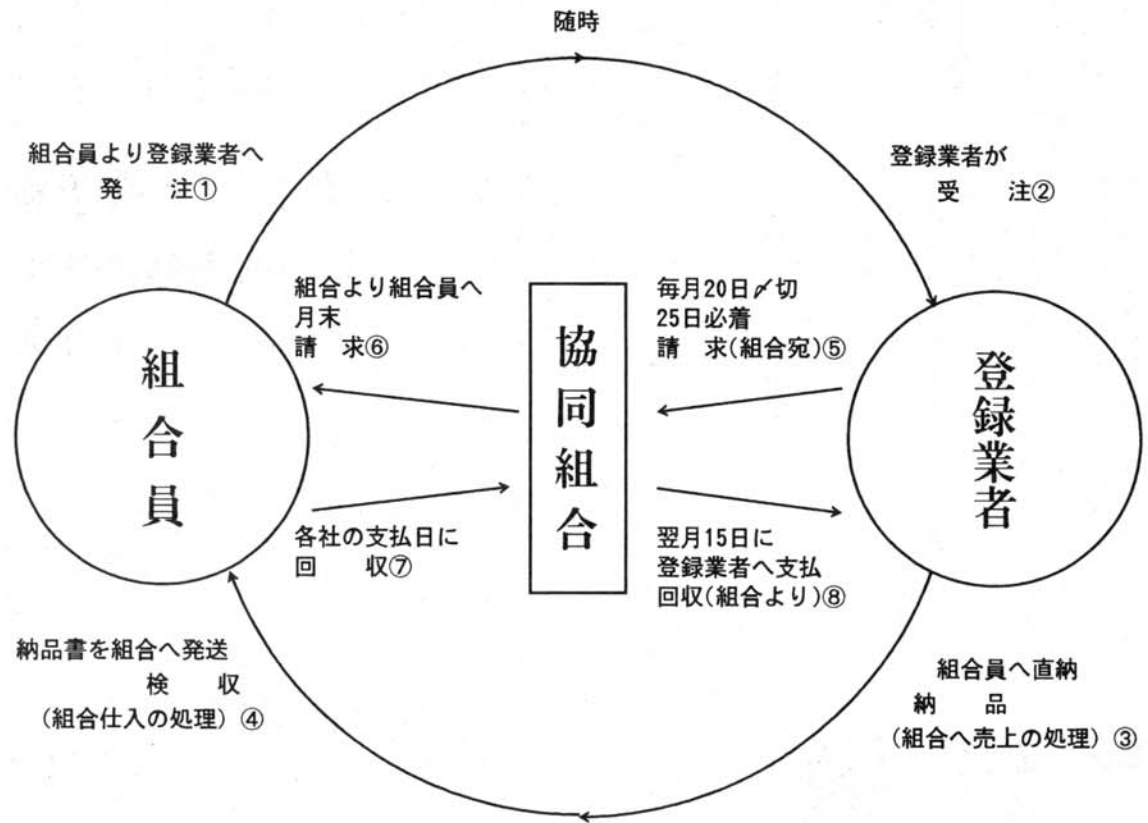 随時
組合員より登録業者へ
発　注①
登録業者が
受　注②
組合より組合員へ
月末
請　求⑥
毎月20日〆切
25日必着
請　求(組合宛)⑤
組合員
協同組合
登録業者
各社の支払日に
回　収⑦
翌月15日に
登録業者へ支払
回収(組合より)⑧
納品書を組合へ発送
検　収
(組合仕入の処理)④
組合員へ直納
納　品
(組合へ売上の処理)③